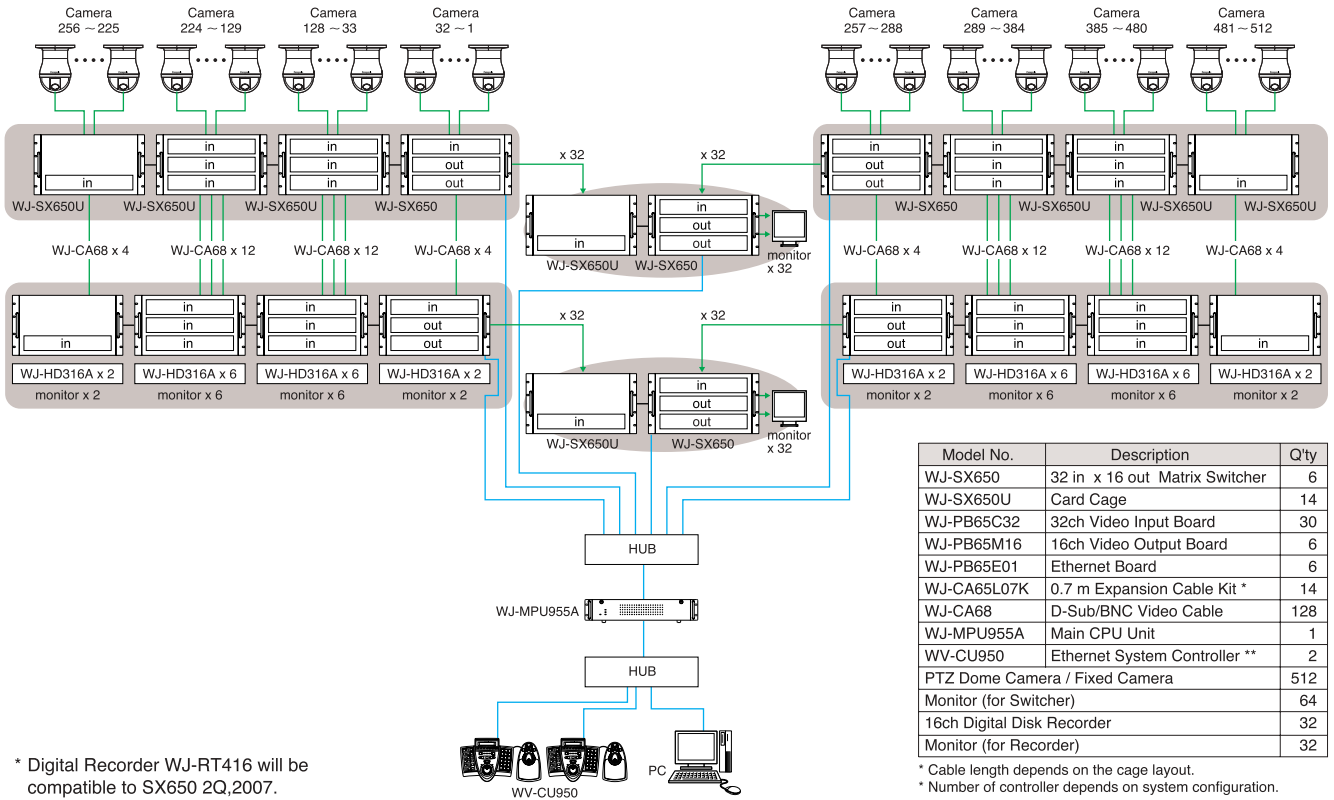 Camera 256 ~ 225
Camera 224 ~ 129
Camera 128 ~ 33
Camera 32 ~ 1
Camera 257 ~ 288
Camera 289 ~ 384
Camera 385 ~ 480
Camera 481 ~ 512
in
in
in
in
in
in
in
in
out
out
in
out
out
in
in
in
in
in
in
in
WJ-SX650U
WJ-SX650U
WJ-SX650U
WJ-SX650
WJ-SX650
WJ-SX650U
WJ-SX650U
WJ-SX650U
x 32
x 32
in
in
out
out
WJ-SX650U
WJ-SX650
monitor
x 32
WJ-CA68 x 4
WJ-CA68 x 12
WJ-CA68 x 12
WJ-CA68 x 4
WJ-CA68 x 4
WJ-CA68 x 12
WJ-CA68 x 12
WJ-CA68 x 4
in
in
in
in
in
in
in
in
out
out
in
out
out
in
in
in
in
in
in
in
x 32
x 32
WJ-HD316A x 2
WJ-HD316A x 6
WJ-HD316A x 6
WJ-HD316A x 2
WJ-HD316A x 2
WJ-HD316A x 6
WJ-HD316A x 6
WJ-HD316A x 2
monitor x 2
monitor x 6
monitor x 6
monitor x 2
monitor x 2
monitor x 6
monitor x 6
monitor x 2
in
in
out
out
WJ-SX650U
WJ-SX650
monitor
x 32
HUB
WJ-MPU955A
HUB
WV-CU950
PC
Model No. Description Q'ty
WJ-SX650 32 in x 16 out Matrix Switcher 6
WJ-SX650U Card Cage 14
WJ-PB65C32 32ch Video Input Board 30
WJ-PB65M16 16ch Video Output Board 6
WJ-PB65E01 Ethernet Board 6
WJ-CA65L07K 0.7 m Expansion Cable Kit * 14
WJ-CA68 D-Sub/BNC Video Cable 128
WJ-MPU955A Main CPU Unit 1
WV-CU950 Ethernet System Controller ** 2
PTZ Dome Camera / Fixed Camera 512
Monitor (for Switcher) 64
16ch Digital Disk Recorder 32
Monitor (for Recorder) 32
* Cable length depends on the cage layout.
* Number of controller depends on system configuration.
* Digital Recorder WJ-RT416 will be
compatible to SX650 2Q,2007.